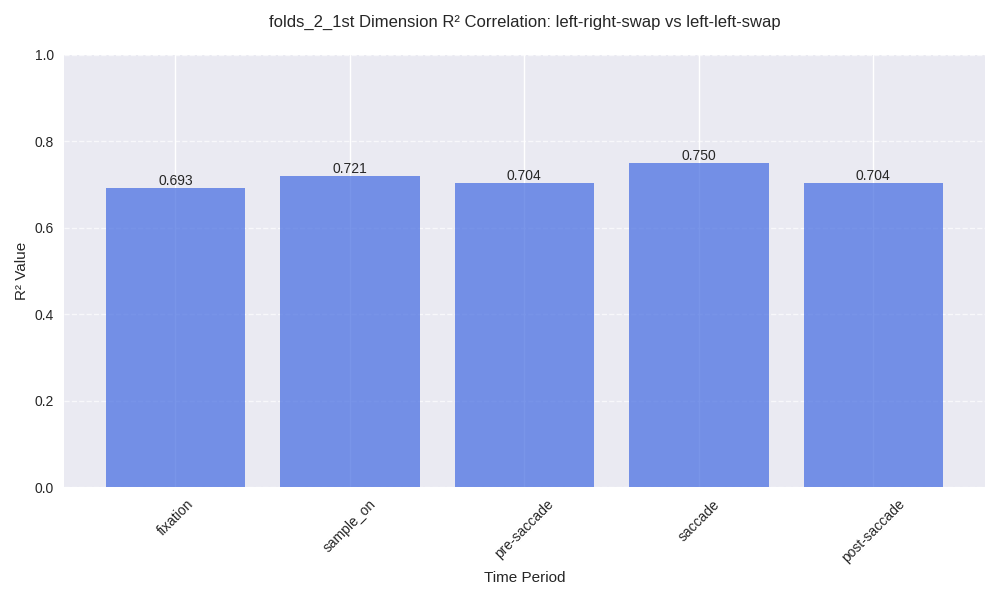 folds_2_1st Dimension R² Correlation: left-right-swap vs left-left-swap
R² Value
1.0
0.8
0.6
0.4
0.2
0.0
0.693
0.721
0.704
0.750
0.704
fixation
sample_on
pre-saccade
saccade
post-saccade
Time Period